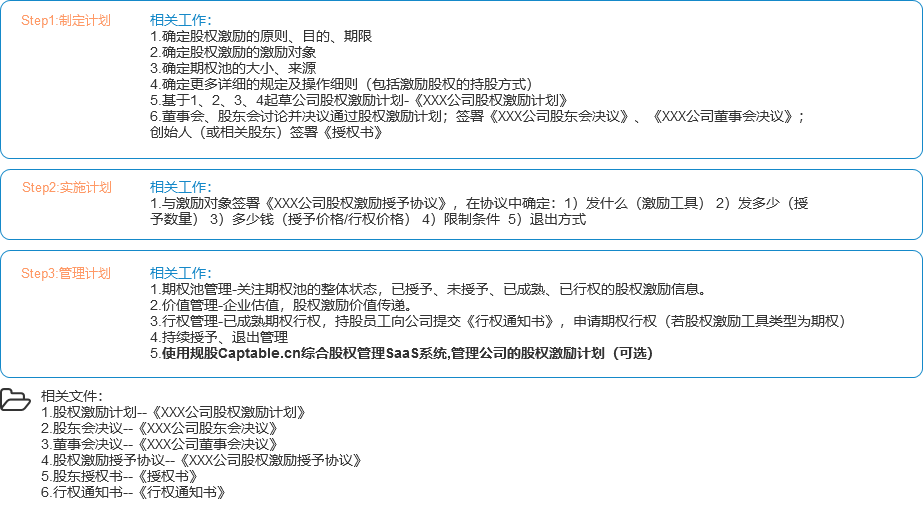 Step1:制定计划
相关工作：
1.确定股权激励的原则、目的、期限
2.确定股权激励的激励对象
3.确定期权池的大小、来源
4.确定更多详细的规定及操作细则（包括激励股权的持股方式）
5.基于1、2、3、4起草公司股权激励计划-《XXX公司股权激励计划》
6.董事会、股东会讨论并决议通过股权激励计划；签署《XXX公司股东会决议》、《XXX公司董事会决议》；
创始人（或相关股东）签署《授权书》
Step2:实施计划
相关工作：
1.与激励对象签署《XXX公司股权激励授予协议》，在协议中确定：1）发什么（激励工具） 2）发多少（授
予数量） 3）多少钱（授予价格/行权价格） 4）限制条件 5）退出方式
Step3:管理计划
相关工作：
1.期权池管理-关注期权池的整体状态，已授予、未授予、已成熟、已行权的股权激励信息。
2.价值管理-企业估值，股权激励价值传递。
3.行权管理-已成熟期权行权，持股员工向公司提交《行权通知书》，申请期权行权（若股权激励工具类型为期权）
4.持续授予、退出管理
5.使用规股Captable.cn综合股权管理SaaS系统,管理公司的股权激励计划（可选）
相关文件：
1.股权激励计划--《XXX公司股权激励计划》
2.股东会决议--《XXX公司股东会决议》
3.董事会决议--《XXX公司董事会决议》
4.股权激励授予协议--《XXX公司股权激励授予协议》
5.股东授权书--《授权书》
6.行权通知书--《行权通知书》